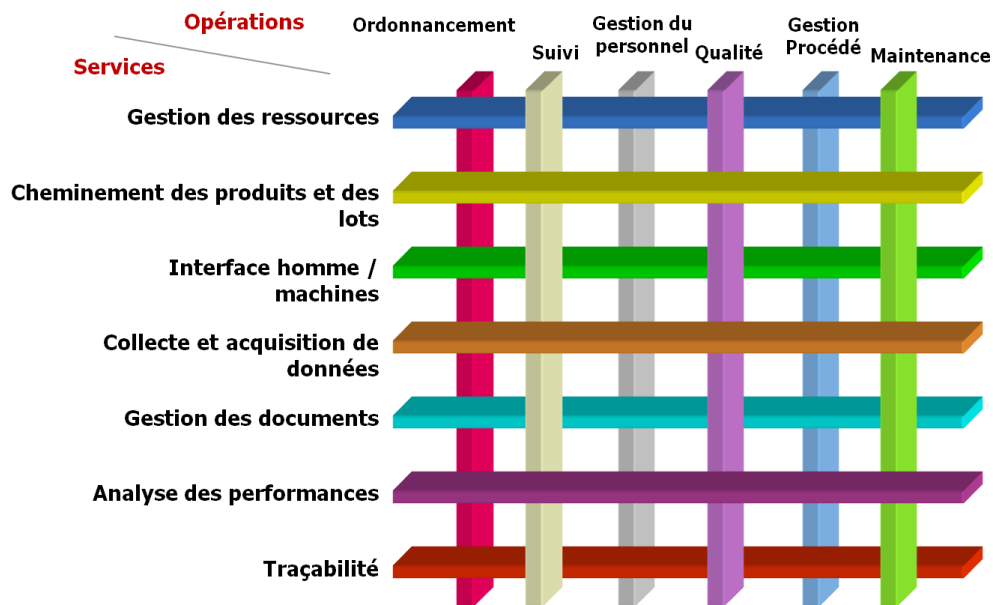 Opérations
Services
Ordonnancement
Suivi
Gestion du
personnel
Qualité
Gestion
Procédé
Maintenance
Gestion des ressources
Cheminement des produits et des
lots
Interface homme /
machines
Collecte et acquisition de
données
Gestion des documents
Analyse des performances
Traçabilité